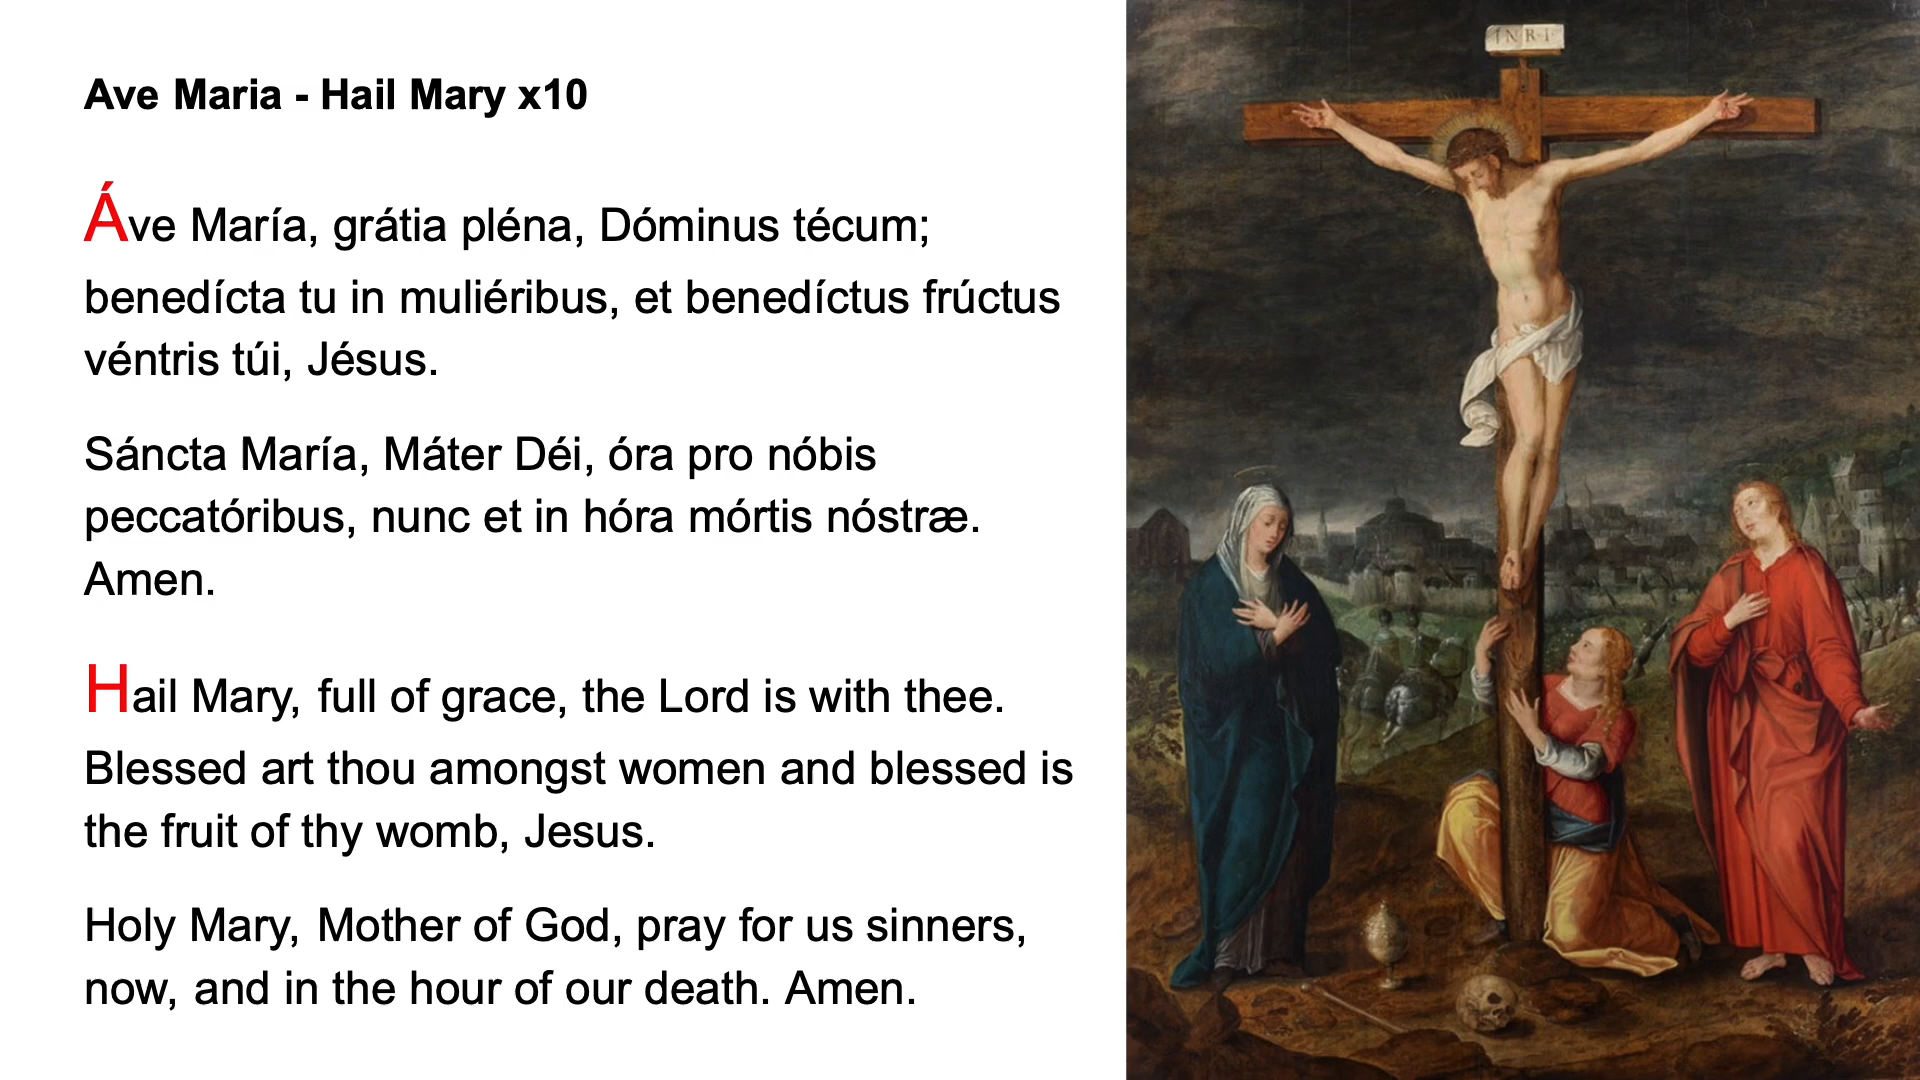 Ave Maria - Hail Mary x10
Áve María, grátia pléna, Dóminus técum;
benedícta tu in muliéribus, et benedíctus frúctus
véntris túi, Jésus.
Sáncta María, Máter Déi, óra pro nóbis
peccatóribus, nunc et in hóra mórtis nóstræ.
Amen.
Hail Mary, full of grace, the Lord is with thee.
Blessed art thou amongst women and blessed is
the fruit of thy womb, Jesus.
Holy Mary, Mother of God, pray for us sinners,
now, and in the hour of our death. Amen.
INRI